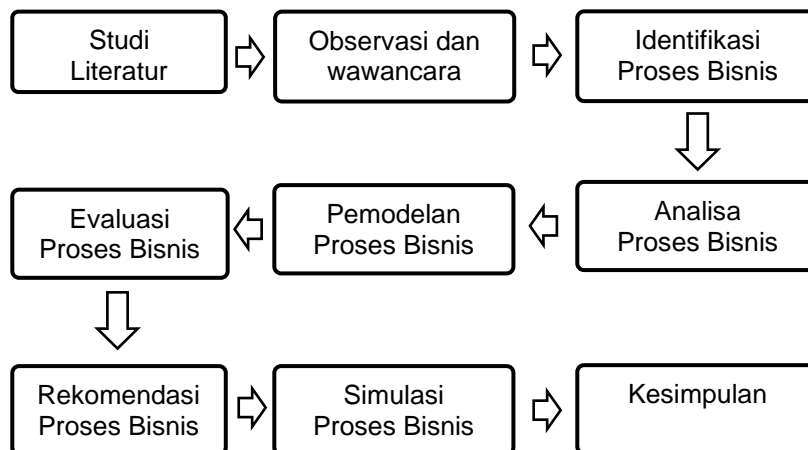 Studi
Literatur
Observasi dan
wawancara
Identifikasi
Proses Bisnis
Analisa
Proses Bisnis
Pemodelan
Proses Bisnis
Evaluasi
Proses Bisnis
Rekomendasi
Proses Bisnis
Simulasi
Proses Bisnis
Kesimpulan